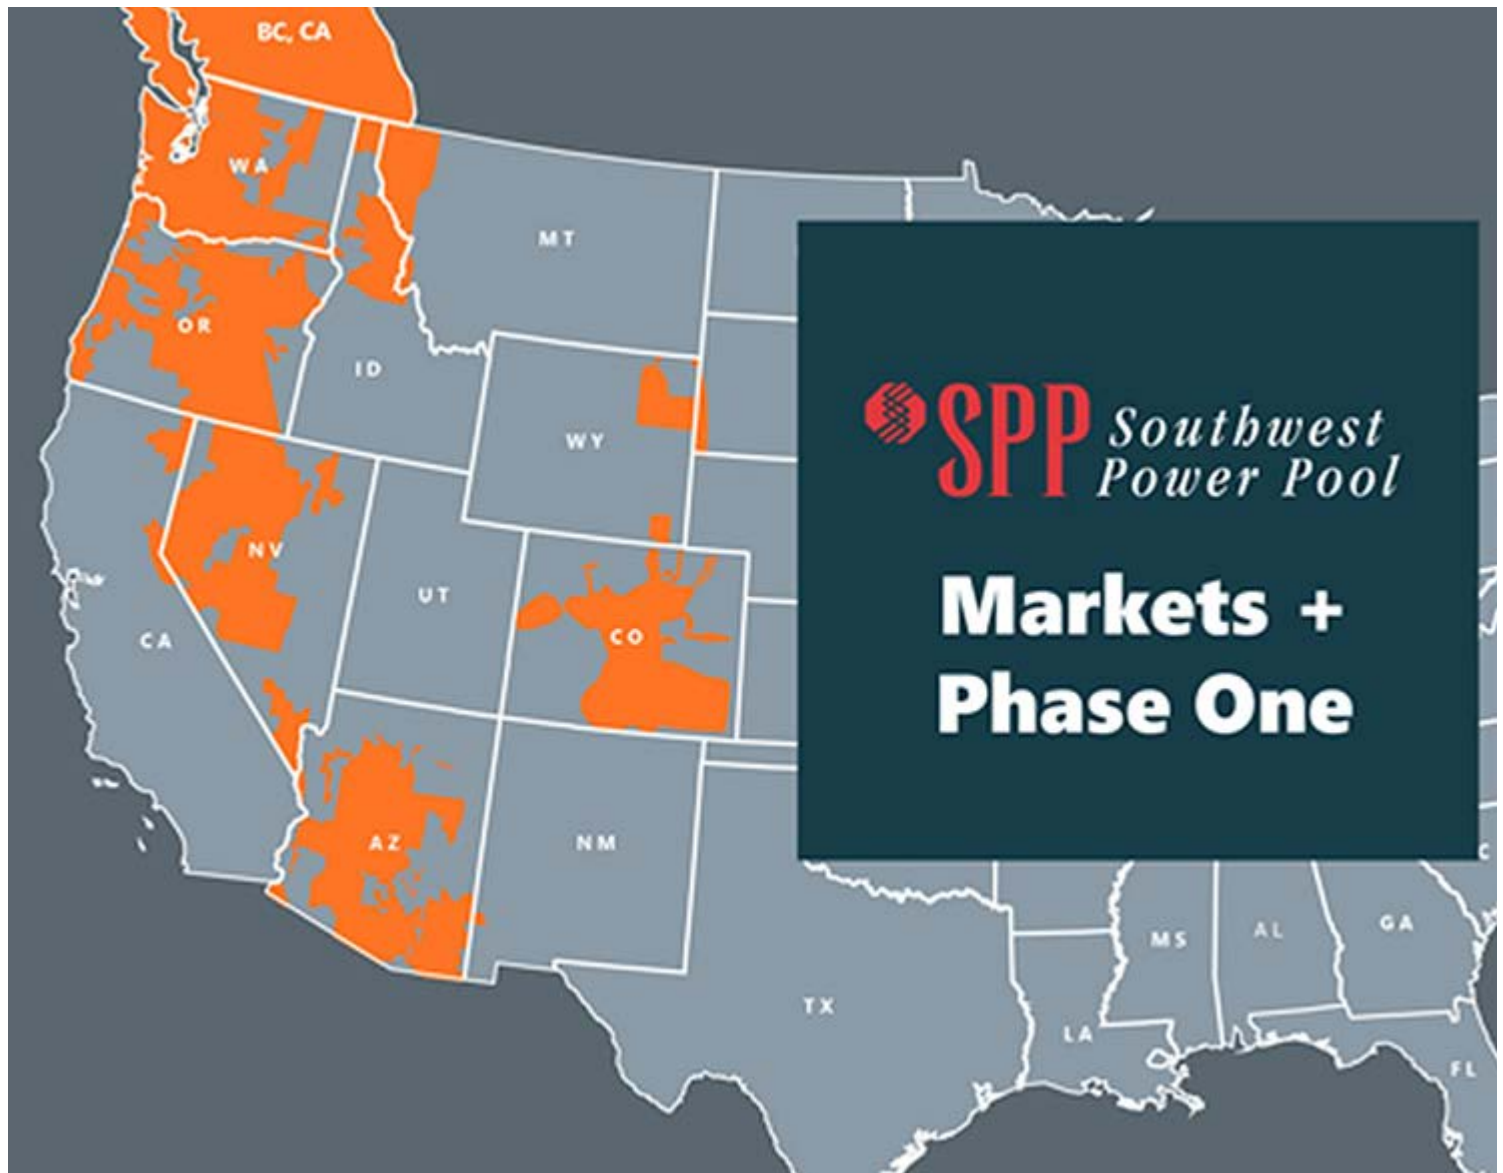 BC, CA
WA
MT
OR
ID
WY
NV
UT
CO
CA
AZ
NM
TX
LA
MS
AL
GA
FL
C
SPP Southwest
Power Pool
Markets +
Phase One